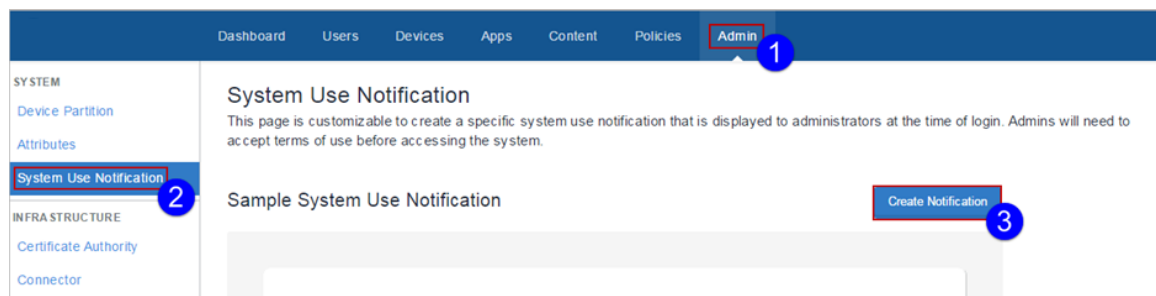 Dashboard Users Devices Apps Content Policies Admin
1
SYSTEM
Device Partition
Attributes
System Use Notification
2
INFRASTRUCTURE
Certificate Authority
Connector
System Use Notification
This page is customizable to create a specific system use notification that is displayed to administrators at the time of login. Admins will need to
accept terms of use before accessing the system.
Sample System Use Notification
Create Notification
3